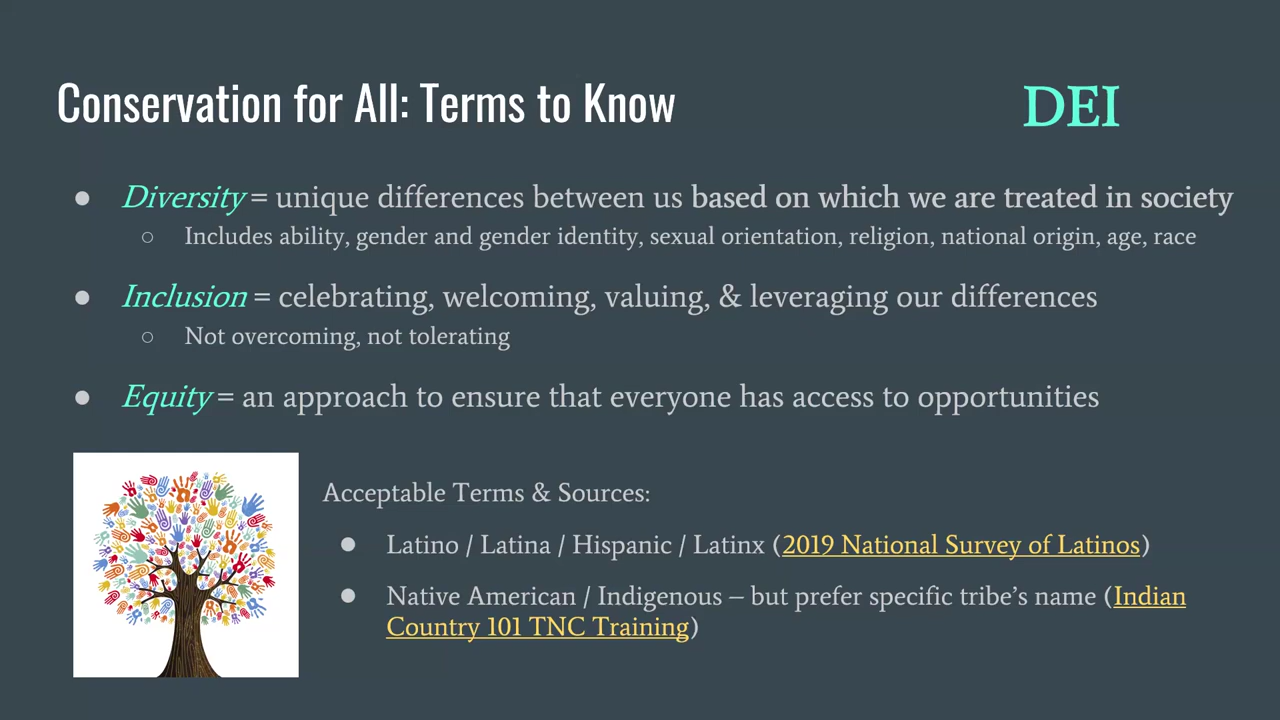 Conservation for All: Terms to Know
DEI
● Diversity = unique differences between us based on which we are treated in society
○ Includes ability, gender and gender identity, sexual orientation, religion, national origin, age, race
● Inclusion = celebrating, welcoming, valuing, & leveraging our differences
○ Not overcoming, not tolerating
● Equity = an approach to ensure that everyone has access to opportunities
Acceptable Terms & Sources:
● Latino / Latina / Hispanic / Latinx (2019 National Survey of Latinos)
● Native American / Indigenous – but prefer specific tribe's name (Indian
Country 101 TNC Training)